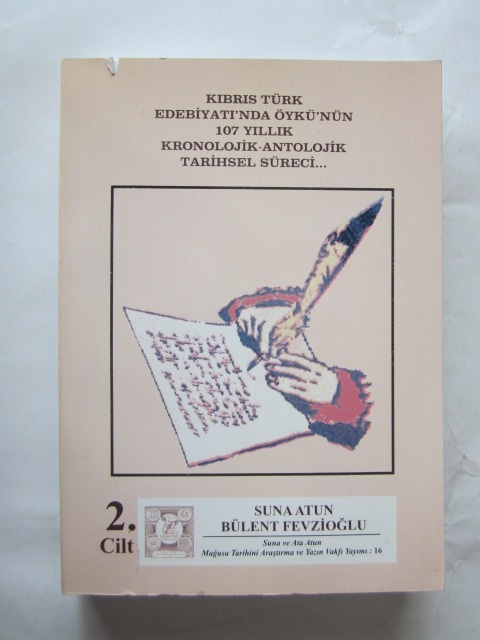 KIBRIS TÜRK
EDEBİYATI'NDA ÖYKÜ'NÜN
107 YILLIK
KRONOLOJİK-ANTOLOJİK
TARİHSEL SÜRECİ...
2.
Cilt
SUNA ATUN
BÜLENT FEVZİOĞLU
Suna ve Ata Atun
Mağusa Tarihini Araştırma ve Yazın Vakfı Yayımı : 16